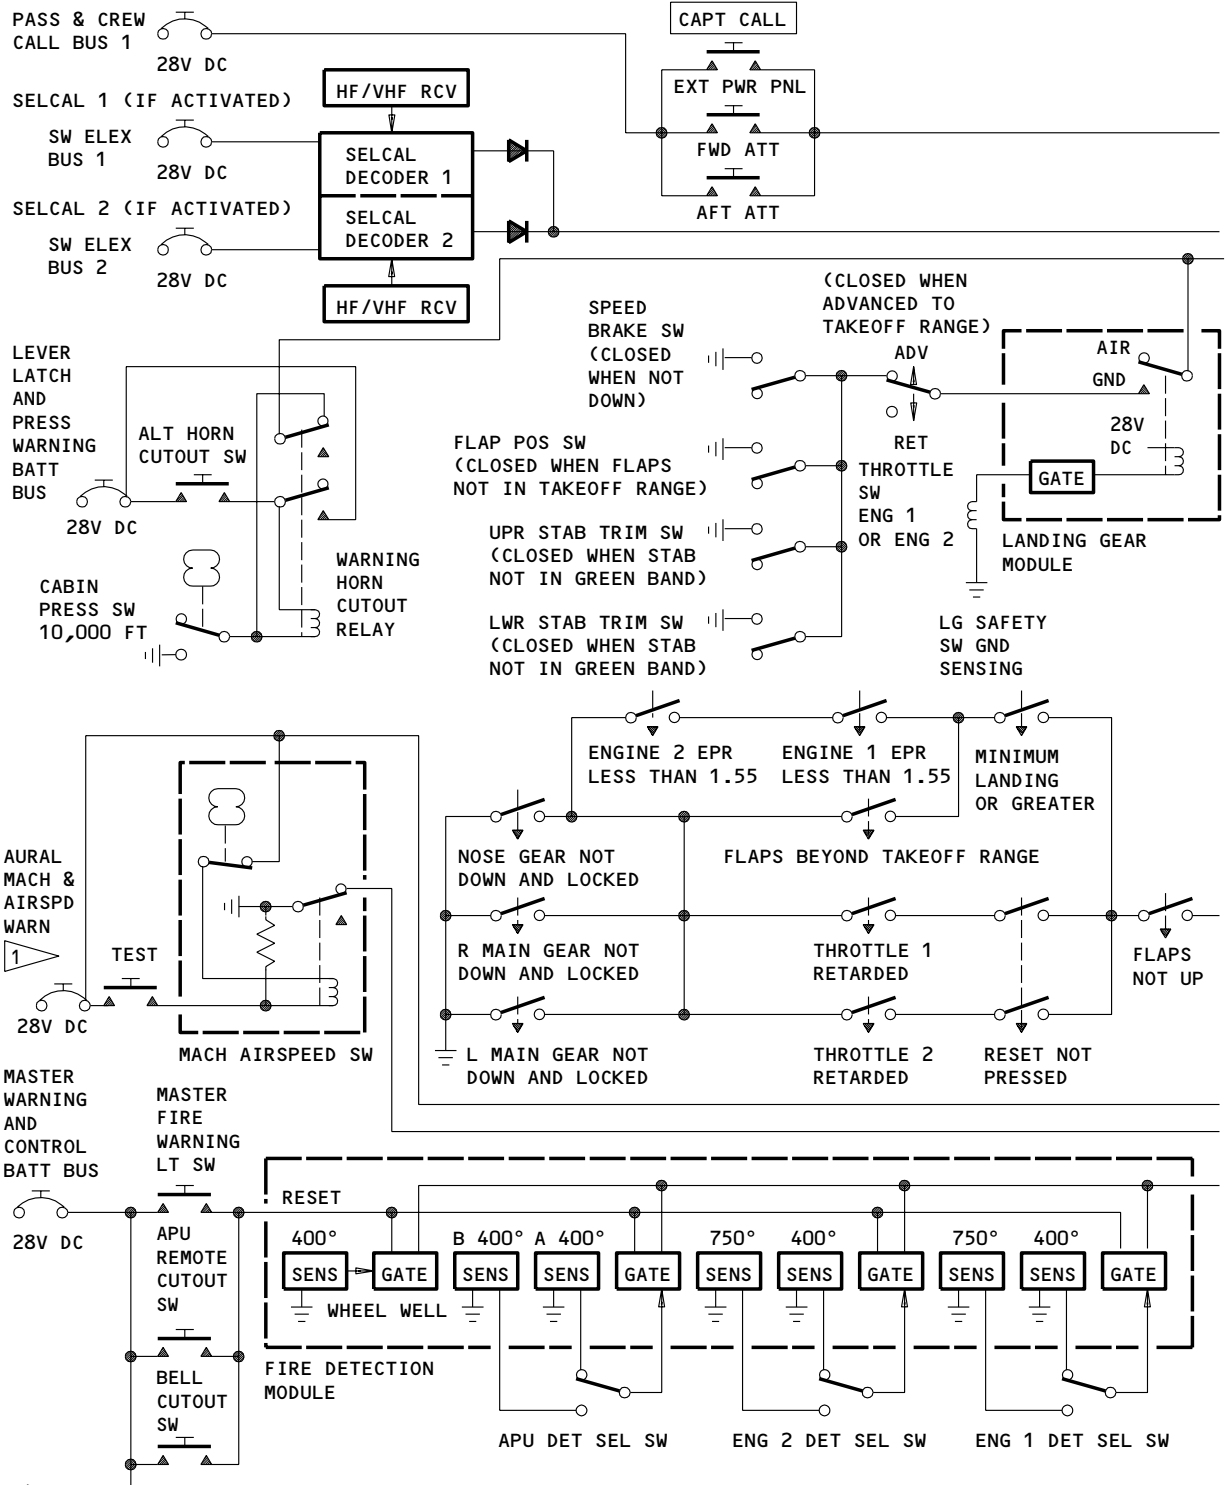 PASS & CREW
CALL BUS 1
28V DC
CAPT CALL
EXT PWR PNL
FWD ATT
AFT ATT
SELCAL 1 (IF ACTIVATED)
SW ELEX
BUS 1
28V DC
HF/VHF RCV
SELCAL
DECODER 1
SELCAL 2 (IF ACTIVATED)
SW ELEX
BUS 2
28V DC
SELCAL
DECODER 2
HF/VHF RCV
LEVER
LATCH
AND
PRESS
WARNING
BATT
BUS
28V DC
ALT HORN
CUTOUT SW
CABIN
PRESS SW
10,000 FT
WARNING
HORN
CUTOUT
RELAY
SPEED
BRAKE SW
(CLOSED
WHEN NOT
DOWN)
FLAP POS SW
(CLOSED WHEN FLAPS
NOT IN TAKEOFF RANGE)
UPR STAB TRIM SW
(CLOSED WHEN STAB
NOT IN GREEN BAND)
LWR STAB TRIM SW
(CLOSED WHEN STAB
NOT IN GREEN BAND)
(CLOSED WHEN
ADVANCED TO
TAKEOFF RANGE)
ADV
RET
THROTTLE
SW
ENG 1
OR ENG 2
AIR
GND
28V
DC
GATE
LANDING GEAR
MODULE
LG SAFETY
SW GND
SENSING
ENGINE 2 EPR
LESS THAN 1.55
ENGINE 1 EPR
LESS THAN 1.55
MINIMUM
LANDING
OR GREATER
NOSE GEAR NOT
DOWN AND LOCKED
FLAPS BEYOND TAKEOFF RANGE
R MAIN GEAR NOT
DOWN AND LOCKED
THROTTLE 1
RETARDED
FLAPS
NOT UP
L MAIN GEAR NOT
DOWN AND LOCKED
THROTTLE 2
RETARDED
RESET NOT
PRESSED
AURAL
MACH &
AIRSPD
WARN
1
TEST
28V DC
MACH AIRSPEED SW
MASTER
WARNING
AND
CONTROL
BATT BUS
28V DC
MASTER
FIRE
WARNING
LT SW
APU
REMOTE
CUTOUT
SW
BELL
CUTOUT
SW
RESET
400° B 400° A 400° 750° 400° 750° 400°
SENS GATE SENS SENS GATE SENS SENS GATE SENS SENS GATE
WHEEL WELL
FIRE DETECTION
MODULE
APU DET SEL SW
ENG 2 DET SEL SW
ENG 1 DET SEL SW